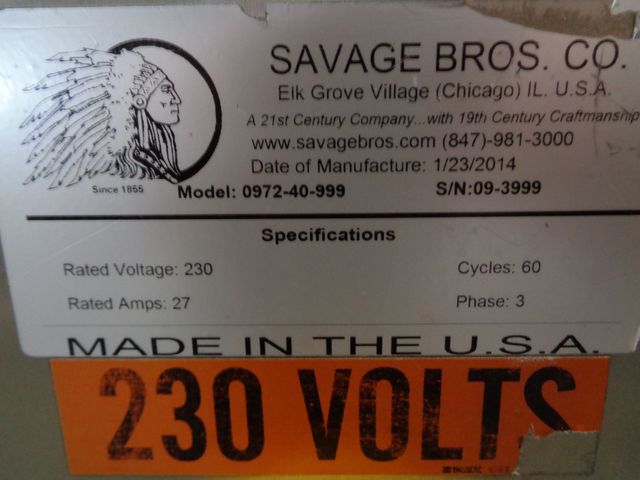 SAVAGE BROS. CO.
Elk Grove Village (Chicago) IL. U.S.A.
A 21st Century Company...with 19th Century Craftmanship
www.savagebros.com (847)-981-3000
Date of Manufacture: 1/23/2014
Since 1855
Model: 0972-40-999 S/N:09-3999
Specifications
Rated Voltage: 230 Cycles: 60
Rated Amps: 27 Phase: 3
MADE IN THE U.S.A.
230 VOLTS
BRADY